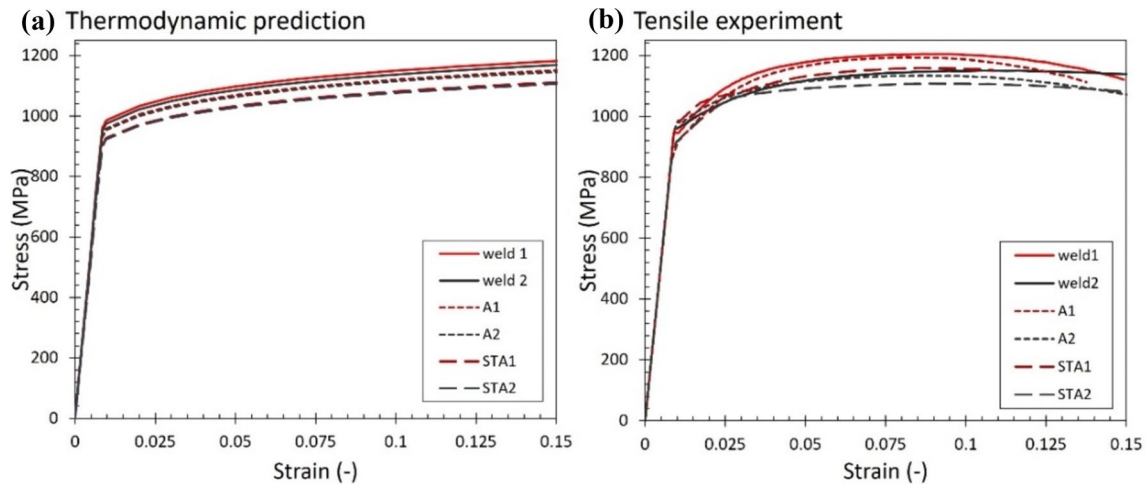 (a) Thermodynamic prediction
1200
1000
800
600
400
200
0
Stress (MPa)
0 0.025 0.05 0.075 0.1 0.125 0.15
Strain (-)
weld 1
weld 2
A1
A2
STA1
STA2
(b) Tensile experiment
1200
1000
800
600
400
200
0
Stress (MPa)
0 0.025 0.05 0.075 0.1 0.125 0.15
Strain (-)
weld1
weld2
A1
A2
STA1
STA2